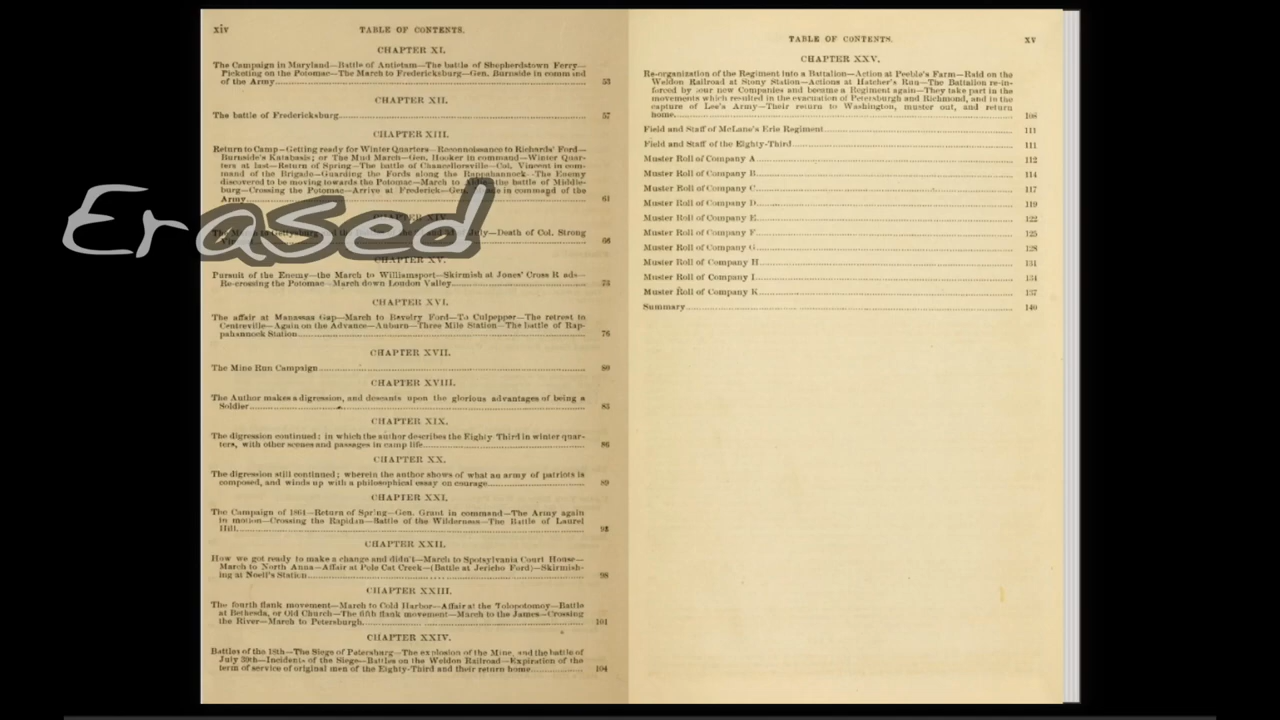 xiv TABLE OF CONTENTS.
CHAPTER XI.
The Campaign in Maryland—Battle of Antietam—The battle of Shepherdstown Ferry—
Picketing on the Potomac—The March to Fredericksburg—Gen. Burnside in command
of the Army 53
CHAPTER XII.
The battle of Fredericksburg 57
CHAPTER XIII.
Return to Camp—Getting ready for Winter Quarters—Reconnoissance to Richards' Ford—
Burnside's Katabasis; or The Mud March—Gen. Hooker in command—Winter Quar-
ters at last—Return of Spring—The battle of Chancellorsville—Col. Vincent in com-
mand of the Brigade—Guarding the Fords along the Rappahannock—The Enemy
discovered to be moving towards the Potomac—March to Aldie, the battle of Middle-
burg—Crossing the Potomac—Arrive at Frederick—Gen. in command of the
Army 61
Erased
CHAPTER XIV.
The to Gettysburg July—Death of Col. Strong
66
CHAPTER XV.
Pursuit of the Enemy—the March to Williamsport—Skirmish at Jones' Cross R ads—
Re-crossing the Potomac—March down London Valley 73
CHAPTER XVI.
The affair at Manassas Gap—March to Beverly Ford—To Culpepper—The retreat to
Centreville—Again on the Advance—Auburn—Three Mile Station—The battle of Rap-
pahannock Station 76
CHAPTER XVII.
The Mine Run Campaign 80
CHAPTER XVIII.
The Author makes a digression, and descants upon the glorious advantages of being a
Soldier 83
CHAPTER XIX.
The digression continued: in which the author describes the Eighty Third in winter quar-
ters, with other scenes and passages in camp life 86
CHAPTER XX.
The digression still continued; wherein the author shows of what an army of patriots is
composed, and winds up with a philosophical essay on courage 89
CHAPTER XXI.
The Campaign of 1864—Return of Spring—Gen. Grant in command—The Army again
in motion—Crossing the Rapidan—Battle of the Wilderness—The Battle of Laurel
Hill
CHAPTER XXII.
How we got ready to make a change and didn't—March to Spotsylvania Court House—
March to North Anna—Affair at Pole Cat Creek—(Battle at Jericho Ford)—Skirmish-
ing at Noell's Station 98
CHAPTER XXIII.
The fourth flank movement—March to Cold Harbor—Affair at the Tolopotomoy—Battle
at Bethesda, or Old Church—The fifth flank movement—March to the James—Crossing
the River—March to Petersburgh. 101
CHAPTER XXIV.
Battles of the 18th—The Siege of Petersburg—The explosion of the Mine, and the battle of
July 30th—Incidents of the Siege—Battles on the Weldon Railroad—Expiration of the
term of service of original men of the Eighty-Third and their return home 104
TABLE OF CONTENTS. XV
CHAPTER XXV.
Re-organization of the Regiment into a Battalion—Action at Peeble's Farm—Raid on the
Weldon Railroad at Stony Station—Actions at Hatcher's Run—The Battalion re-in-
forced by four new Companies and became a Regiment again—They take part in the
movements which resulted in the evacuation of Petersburgh and Richmond, and in the
capture of Lee's Army—Their return to Washington, muster out, and return
home. 108
Field and Staff of McLane's Erie Regiment 111
Field and Staff of the Eighty-Third 111
Muster Roll of Company A 112
Muster Roll of Company B 114
Muster Roll of Company C 117
Muster Roll of Company D 119
Muster Roll of Company E 122
Muster Roll of Company F 125
Muster Roll of Company G 128
Muster Roll of Company H 131
Muster Roll of Company I 134
Muster Roll of Company K 137
Summary 140